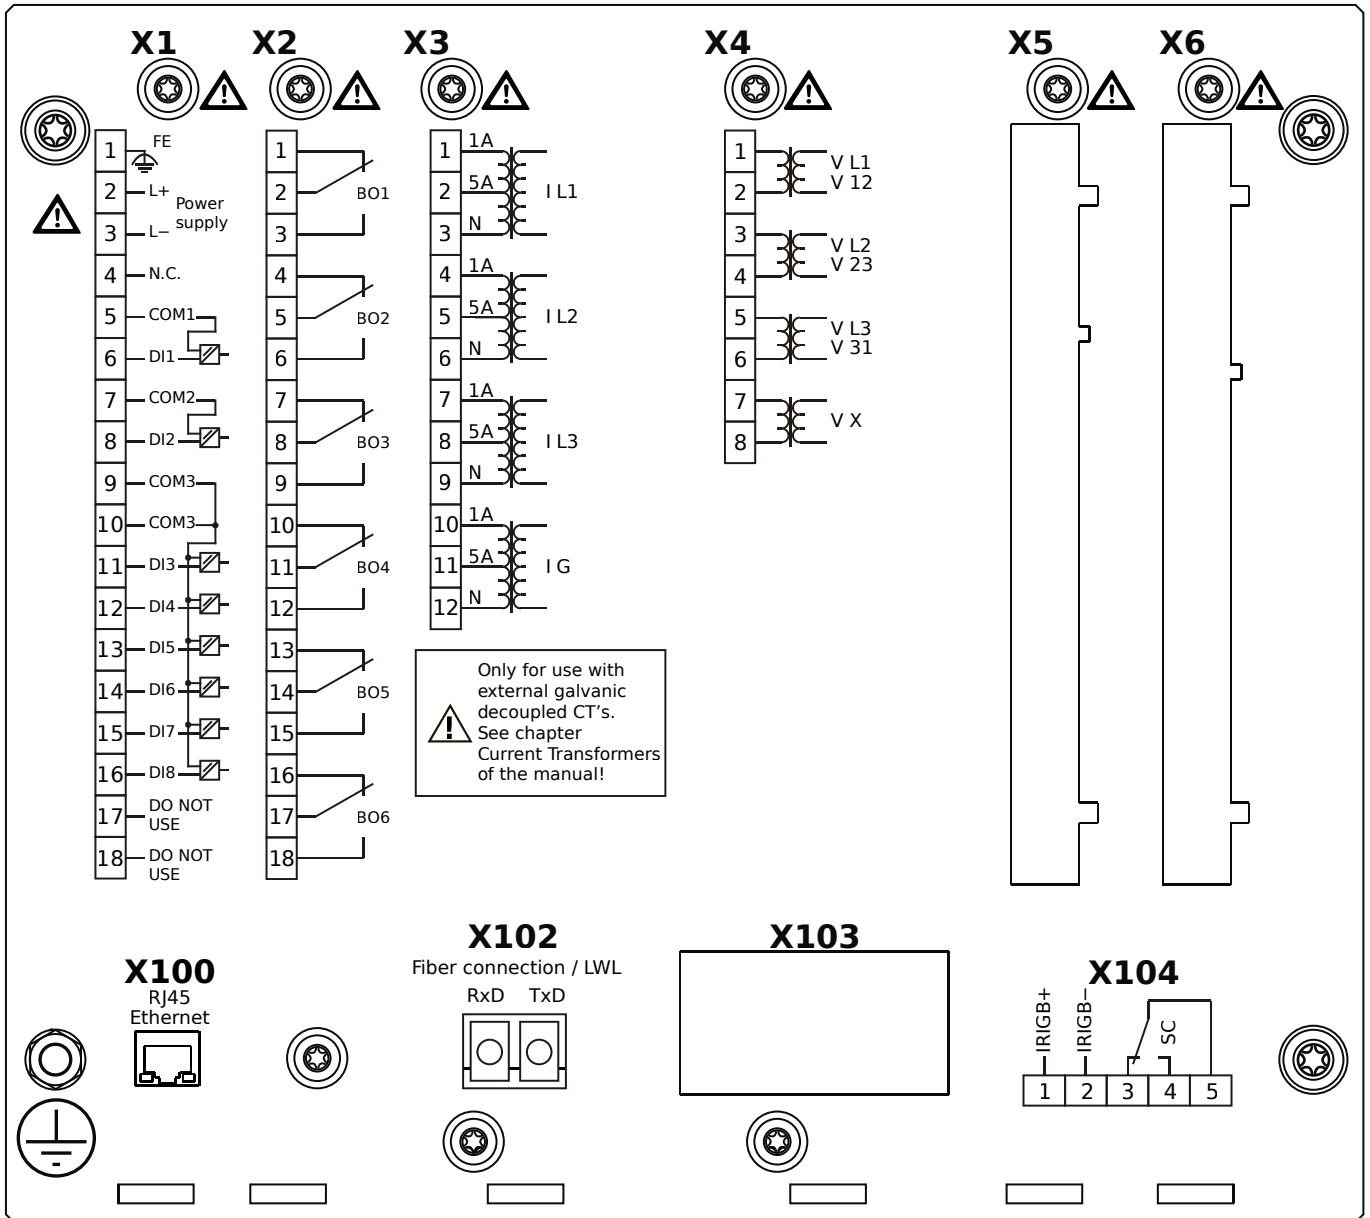 X1
1 FE
2 L+ Power
3 L− supply
4 N.C.
5 COM1
6 DI1
7 COM2
8 DI2
9 COM3
10 COM3
11 DI3
12 DI4
13 DI5
14 DI6
15 DI7
16 DI8
17 DO NOT
USE
18 DO NOT
USE
X2
1
2 BO1
3
4
5 BO2
6
7
8 BO3
9
10
11 BO4
12
13
14 BO5
15
16
17 BO6
18
X3
1 1A
2 5A I L1
3 N
4 1A
5 5A I L2
6 N
7 1A
8 5A I L3
9 N
10 1A
11 5A I G
12 N
!
Only for use with
external galvanic
decoupled CT's.
See chapter
Current Transformers
of the manual!
X4
1 V L1
2 V 12
3 V L2
4 V 23
5 V L3
6 V 31
7 V X
8
X5
X6
X100
RJ45
Ethernet
X102
Fiber connection / LWL
RxD TxD
X103
X104
IRIGB+ IRIGB− SC
1 2 3 4 5